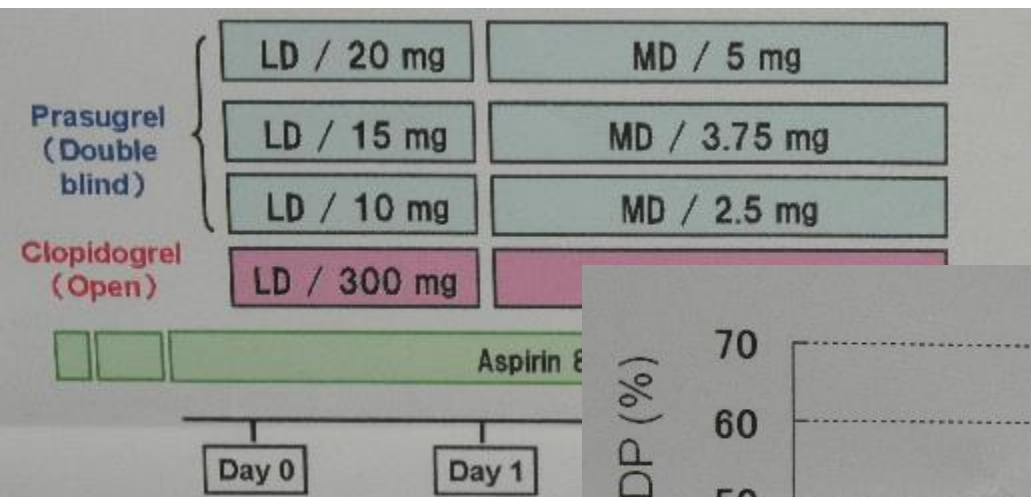 LD / 20 mg
MD / 5 mg
Prasugrel
(Double
blind)
LD / 15 mg
MD / 3.75 mg
LD / 10 mg
MD / 2.5 mg
Clopidogrel
(Open)
LD / 300 mg
Aspirin
Day 0
Day 1
DP (%)
70
60
50